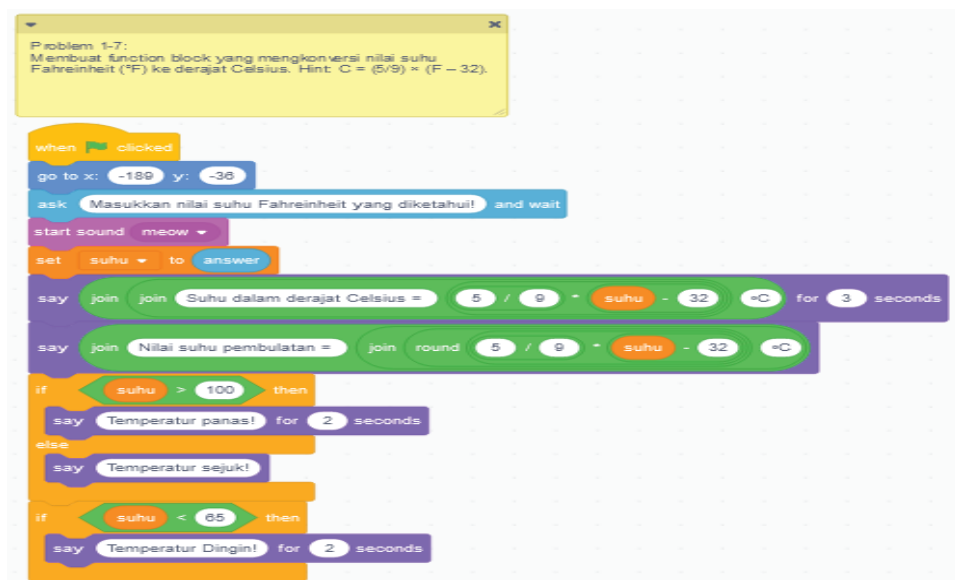 Problem 1-7:
Membuat function block yang mengkonversi nilai suhu
Fahreinheit (°F) ke derajat Celsius. Hint: C = (5/9) × (F – 32).
when clicked
go to x: -189 y: -36
ask Masukkan nilai suhu Fahreinheit yang diketahui! and wait
start sound meow
set suhu to answer
say join join Suhu dalam derajat Celsius = 5 / 9 * suhu - 32 °C for 3 seconds
say join Nilai suhu pembulatan = join round 5 / 9 * suhu - 32 °C
if suhu > 100 then
say Temperatur panas! for 2 seconds
else
say Temperatur sejuk!
if suhu < 65 then
say Temperatur Dingin! for 2 seconds